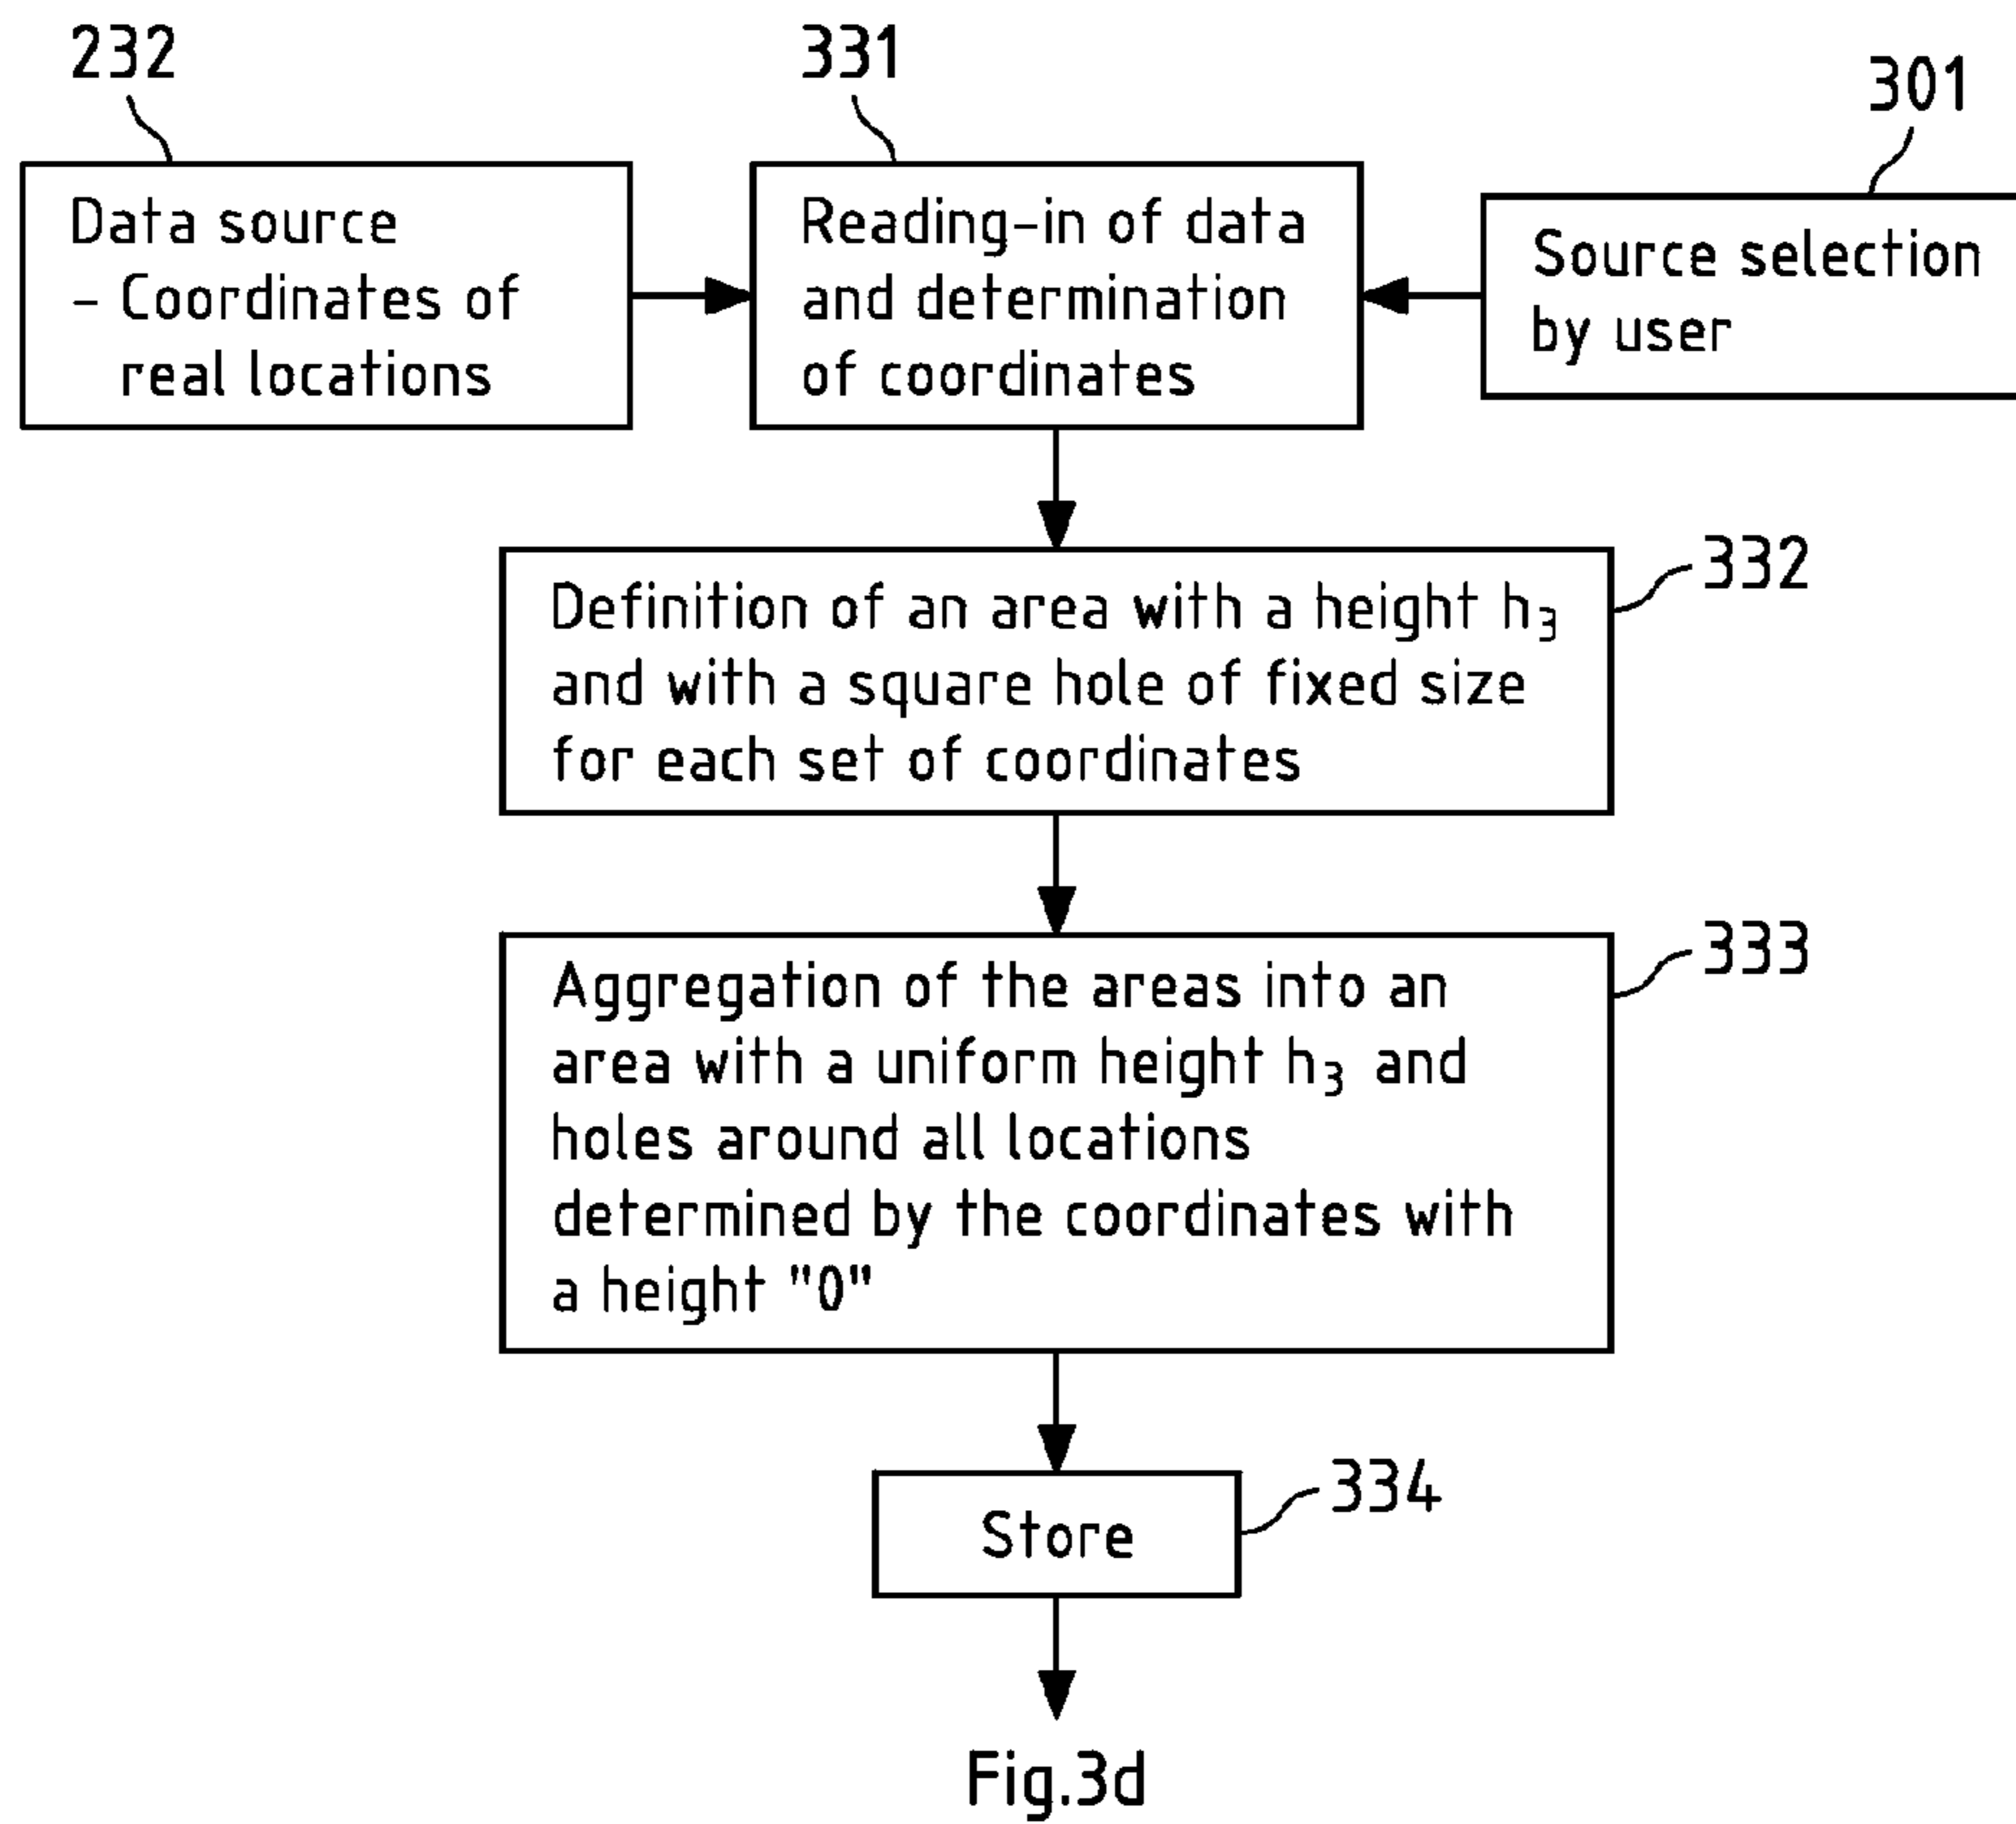 232
331
301
Data source
- Coordinates of
real locations
Reading-in of data
and determination
of coordinates
Source selection
by user
332
Definition of an area with a height h₃
and with a square hole of fixed size
for each set of coordinates
333
Aggregation of the areas into an
area with a uniform height h₃ and
holes around all locations
determined by the coordinates with
a height "0"
334
Store
Fig.3d